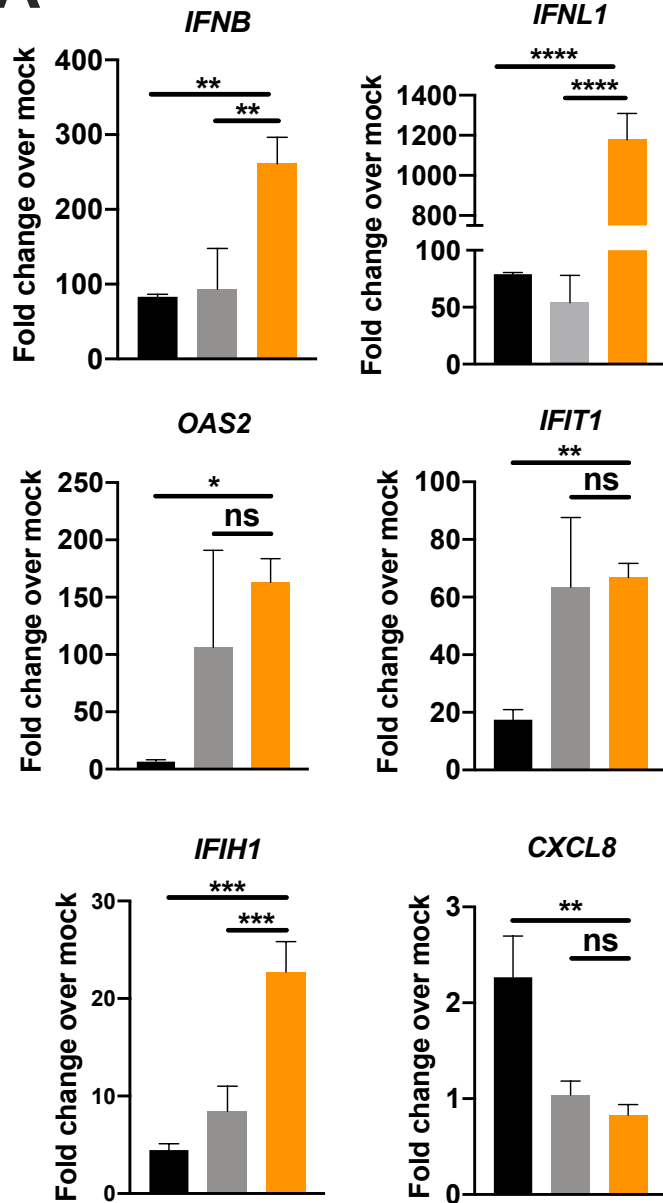 A
IFNB
Fold change over mock
400
300
200
100
0
**
**
IFNL1
Fold change over mock
1400
1200
1000
800
100
50
0
****
****
OAS2
Fold change over mock
250
200
150
100
50
0
*
ns
IFIT1
Fold change over mock
100
80
60
40
20
0
**
ns
IFIH1
Fold change over mock
30
20
10
0
***
***
CXCL8
Fold change over mock
3
2
1
0
**
ns